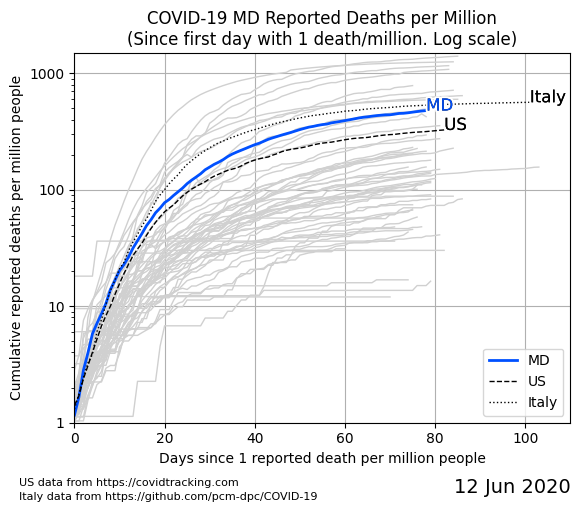 COVID-19 MD Reported Deaths per Million
(Since first day with 1 death/million. Log scale)
Cumulative reported deaths per million people
1000
100
10
1
MD
US
Italy
MD
US
Italy
0 20 40 60 80 100
Days since 1 reported death per million people
US data from https://covidtracking.com
Italy data from https://github.com/pcm-dpc/COVID-19
12 Jun 2020